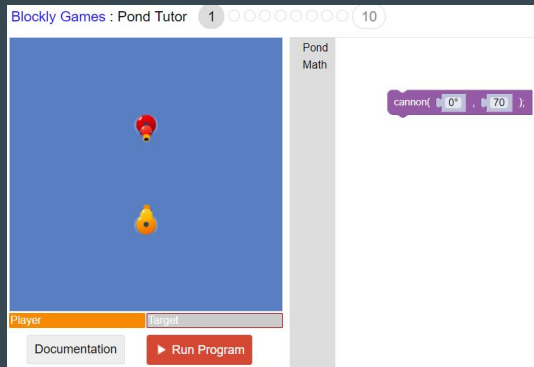 Blockly Games : Pond Tutor 1 10
Pond
Math
cannon( 0° , 70 );
Player Target
Documentation Run Program